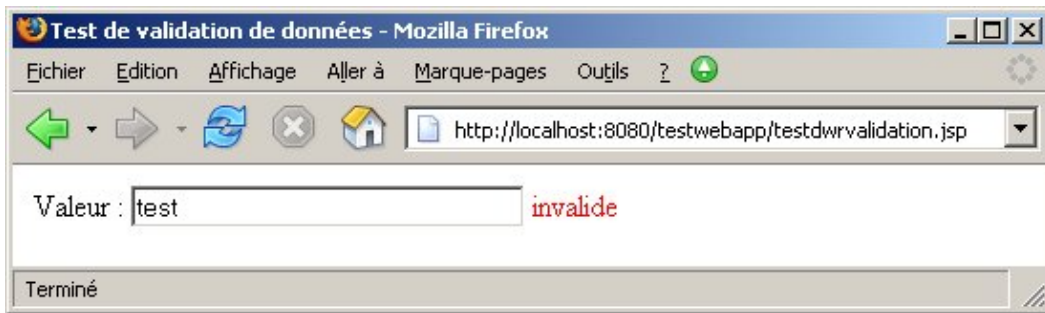 Test de validation de données - Mozilla Firefox
Fichier Edition Affichage Aller à Marque-pages Outils ?
http://localhost:8080/testwebapp/testdwrvalidation.jsp
Valeur : test invalide
Terminé